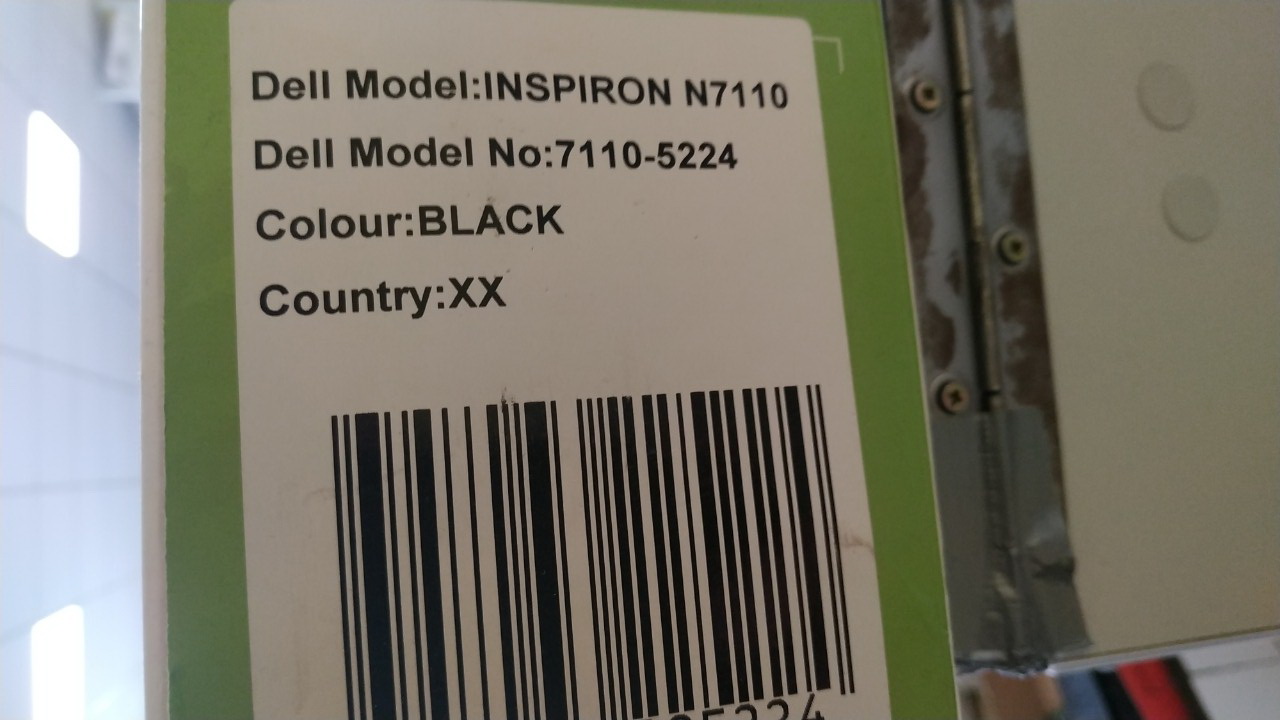 Dell Model:INSPIRON N7110
Dell Model No:7110-5224
Colour:BLACK
Country:XX